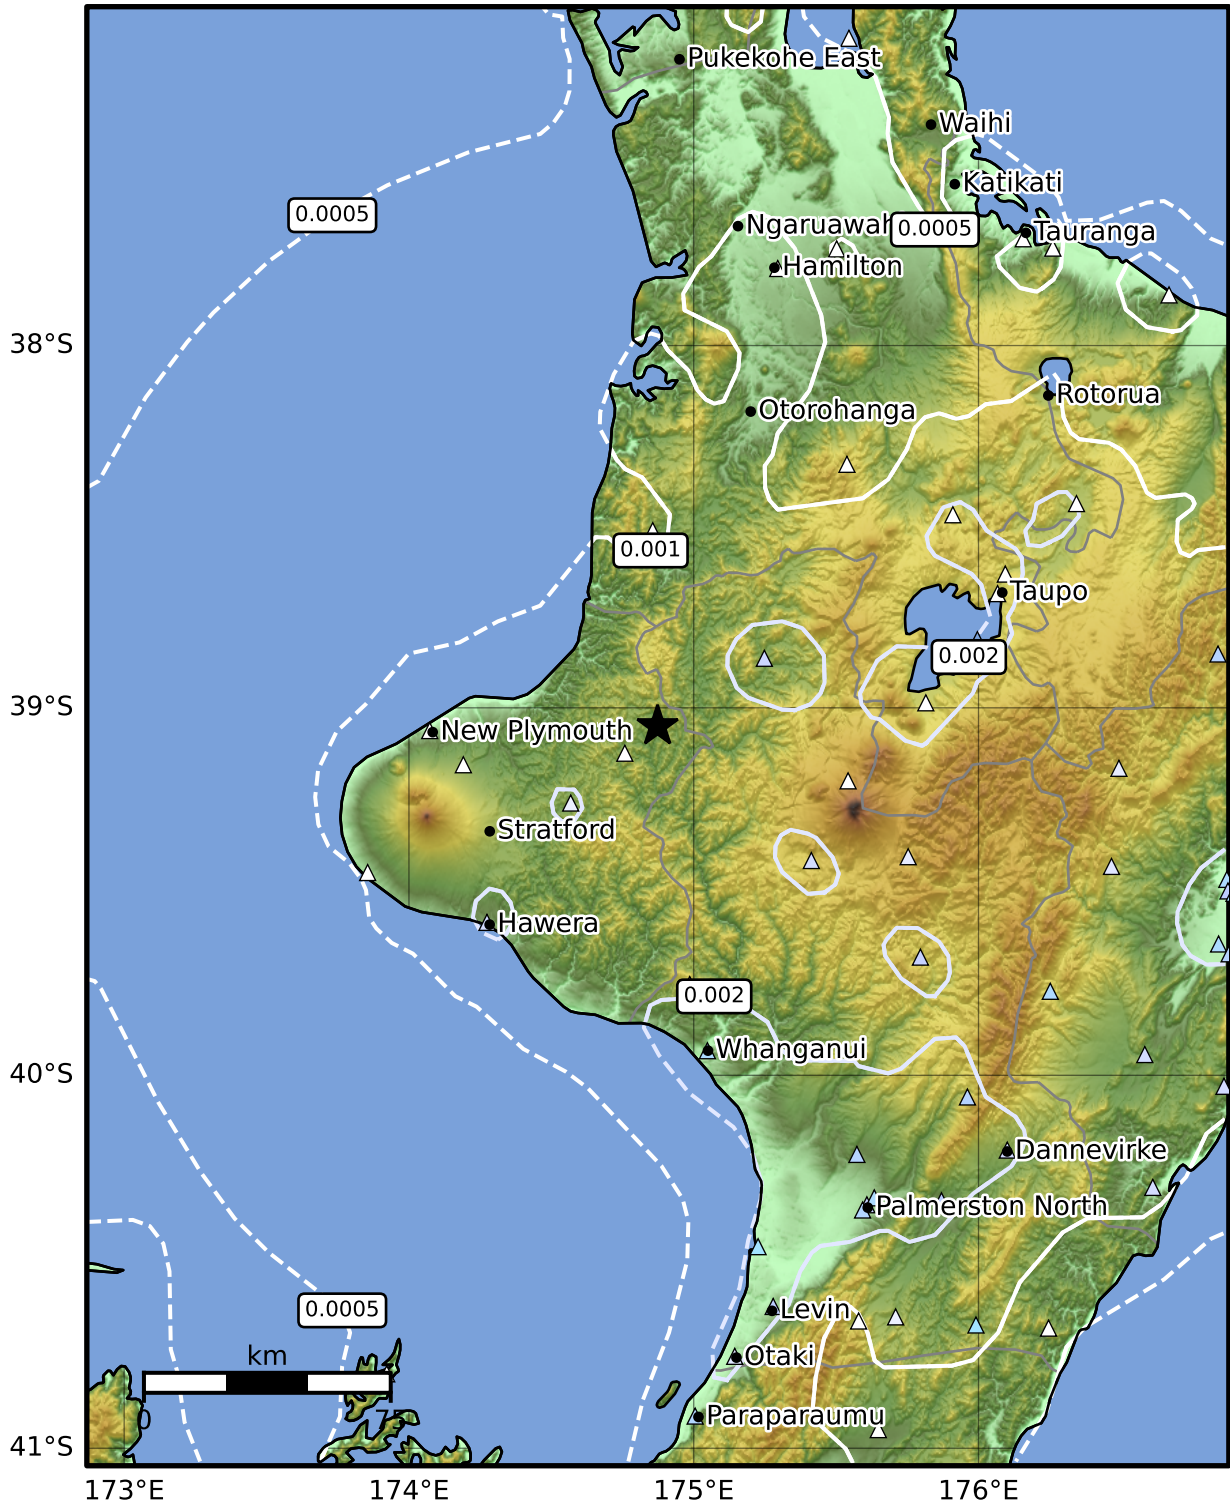 Pukekohe East
Waihi
Katikati
0.0005
Ngaruawah
0.0005
Tauranga
Hamilton
38°S
Rotorua
Otorohanga
0.001
Taupo
0.002
39°S
New Plymouth
Stratford
Hawera
0.002
Whanganui
40°S
Dannevirke
Palmerston North
0.0005
Levin
km
Otaki
0
Paraparaumu
41°S
173°E
174°E
175°E
176°E